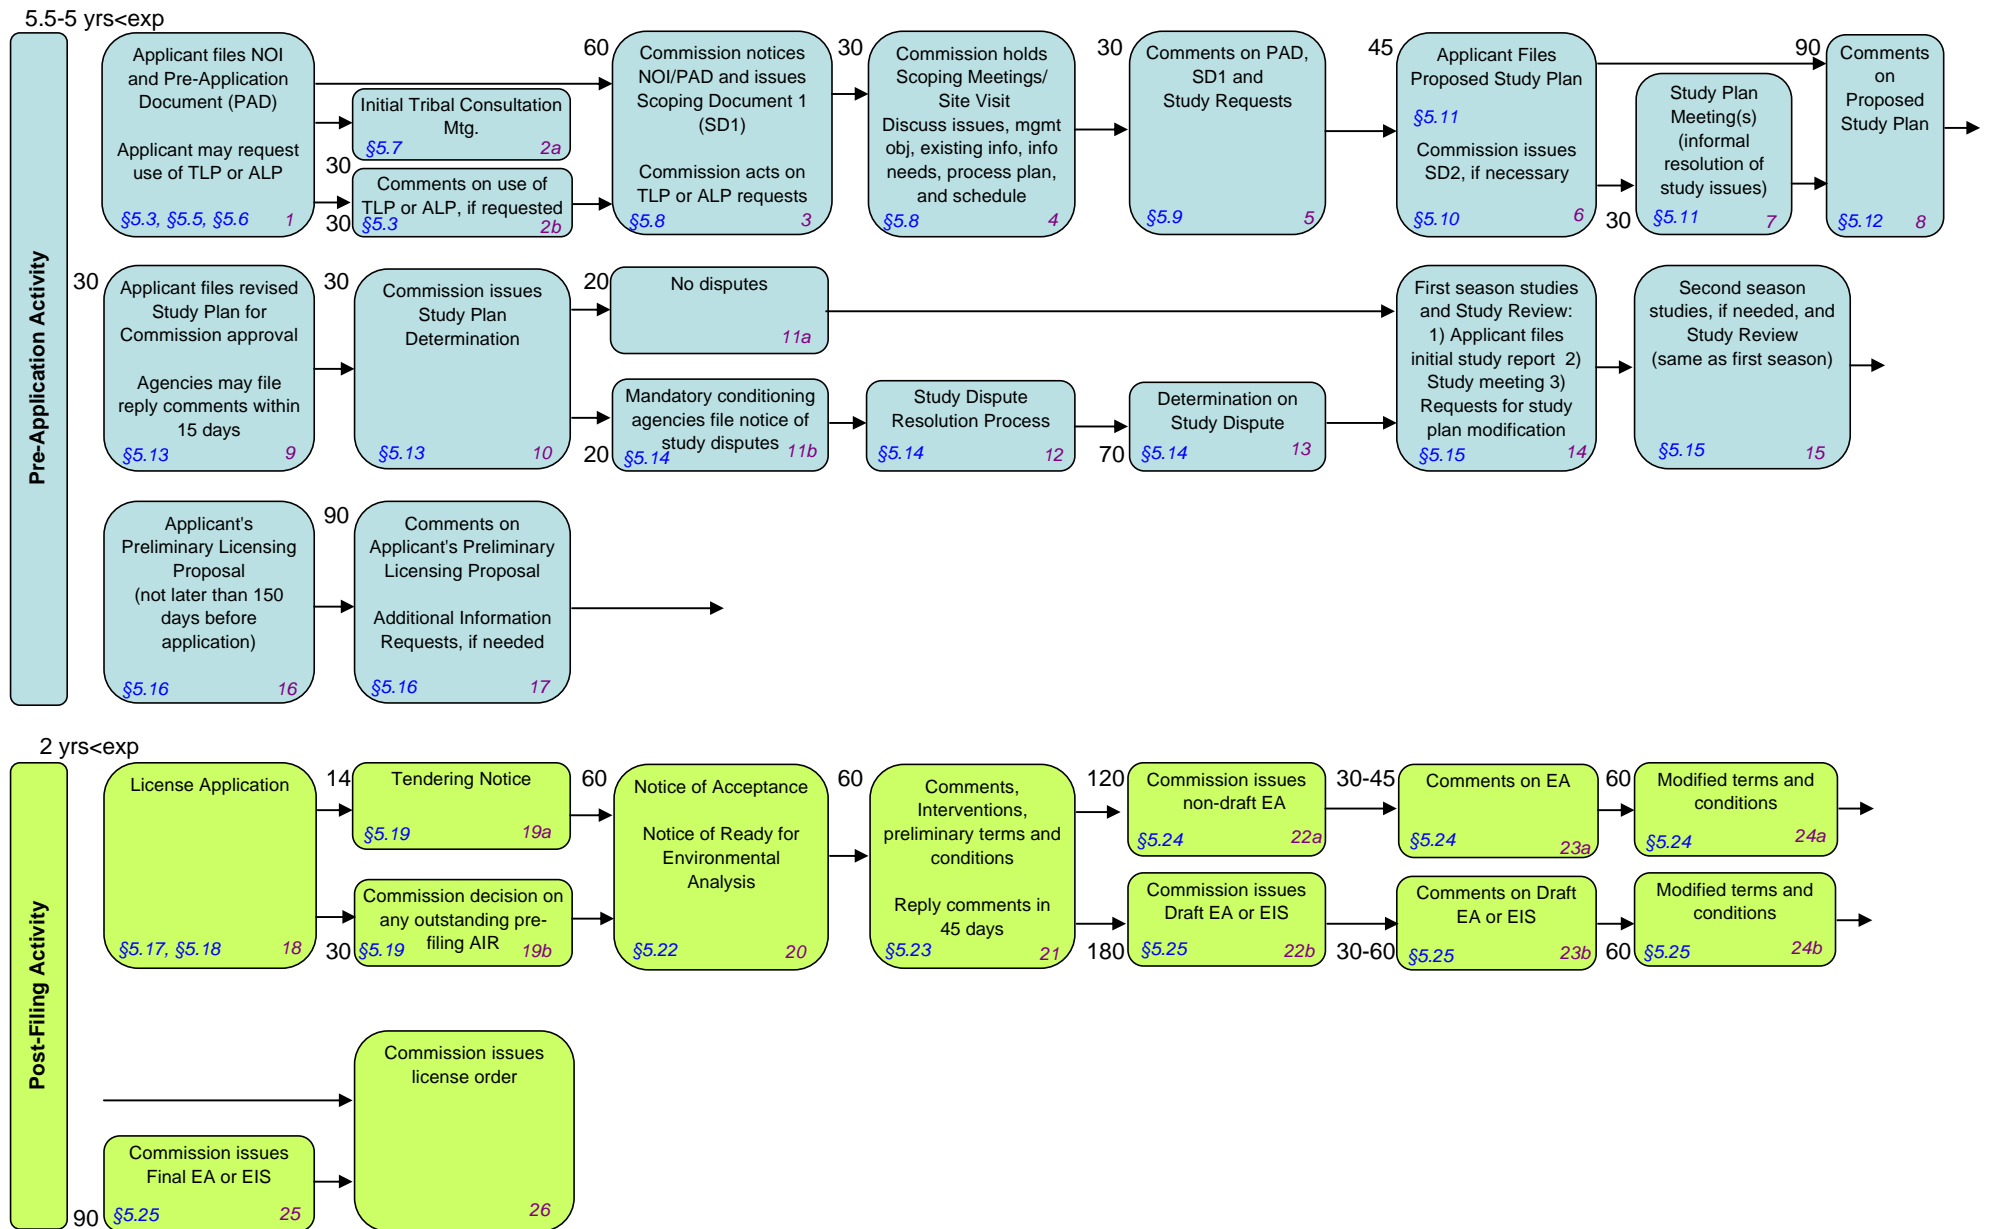 5.5-5 yrs<exp
Pre-Application Activity
Applicant files NOI
and Pre-Application
Document (PAD)
Applicant may request
use of TLP or ALP
§5.3, §5.5, §5.6
1
Initial Tribal Consultation
Mtg.
§5.7
2a
30
Comments on use of
TLP or ALP, if requested
§5.3
2b
30
60
Commission notices
NOI/PAD and issues
Scoping Document 1
(SD1)
Commission acts on
TLP or ALP requests
§5.8
3
30
Commission holds
Scoping Meetings/
Site Visit
Discuss issues, mgmt
obj, existing info, info
needs, process plan,
and schedule
§5.8
4
30
Comments on PAD,
SD1 and
Study Requests
§5.9
5
45
Applicant Files
Proposed Study Plan
§5.11
Commission issues
SD2, if necessary
§5.10
6
30
Study Plan
Meeting(s)
(informal
resolution of
study issues)
§5.11
7
90
Comments
on
Proposed
Study Plan
§5.12
8
30
Applicant files revised
Study Plan for
Commission approval
Agencies may file
reply comments within
15 days
§5.13
9
30
Commission issues
Study Plan
Determination
§5.13
10
20
No disputes
11a
Mandatory conditioning
agencies file notice of
study disputes
§5.14
11b
20
Study Dispute
Resolution Process
§5.14
12
70
Determination on
Study Dispute
§5.14
13
First season studies
and Study Review:
1) Applicant files
initial study report 2)
Study meeting 3)
Requests for study
plan modification
§5.15
14
Second season
studies, if needed, and
Study Review
(same as first season)
§5.15
15
Applicant's
Preliminary Licensing
Proposal
(not later than 150
days before
application)
§5.16
16
90
Comments on
Applicant's Preliminary
Licensing Proposal
Additional Information
Requests, if needed
§5.16
17
2 yrs<exp
Post-Filing Activity
License Application
§5.17, §5.18
18
14
Tendering Notice
§5.19
19a
Commission decision on
any outstanding pre-
filing AIR
§5.19
19b
30
60
Notice of Acceptance
Notice of Ready for
Environmental
Analysis
§5.22
20
60
Comments,
Interventions,
preliminary terms and
conditions
Reply comments in
45 days
§5.23
21
120
Commission issues
non-draft EA
§5.24
22a
30-45
Comments on EA
§5.24
23a
60
Modified terms and
conditions
§5.24
24a
180
Commission issues
Draft EA or EIS
§5.25
22b
30-60
Comments on Draft
EA or EIS
§5.25
23b
60
Modified terms and
conditions
§5.25
24b
90
Commission issues
Final EA or EIS
§5.25
25
Commission issues
license order
26